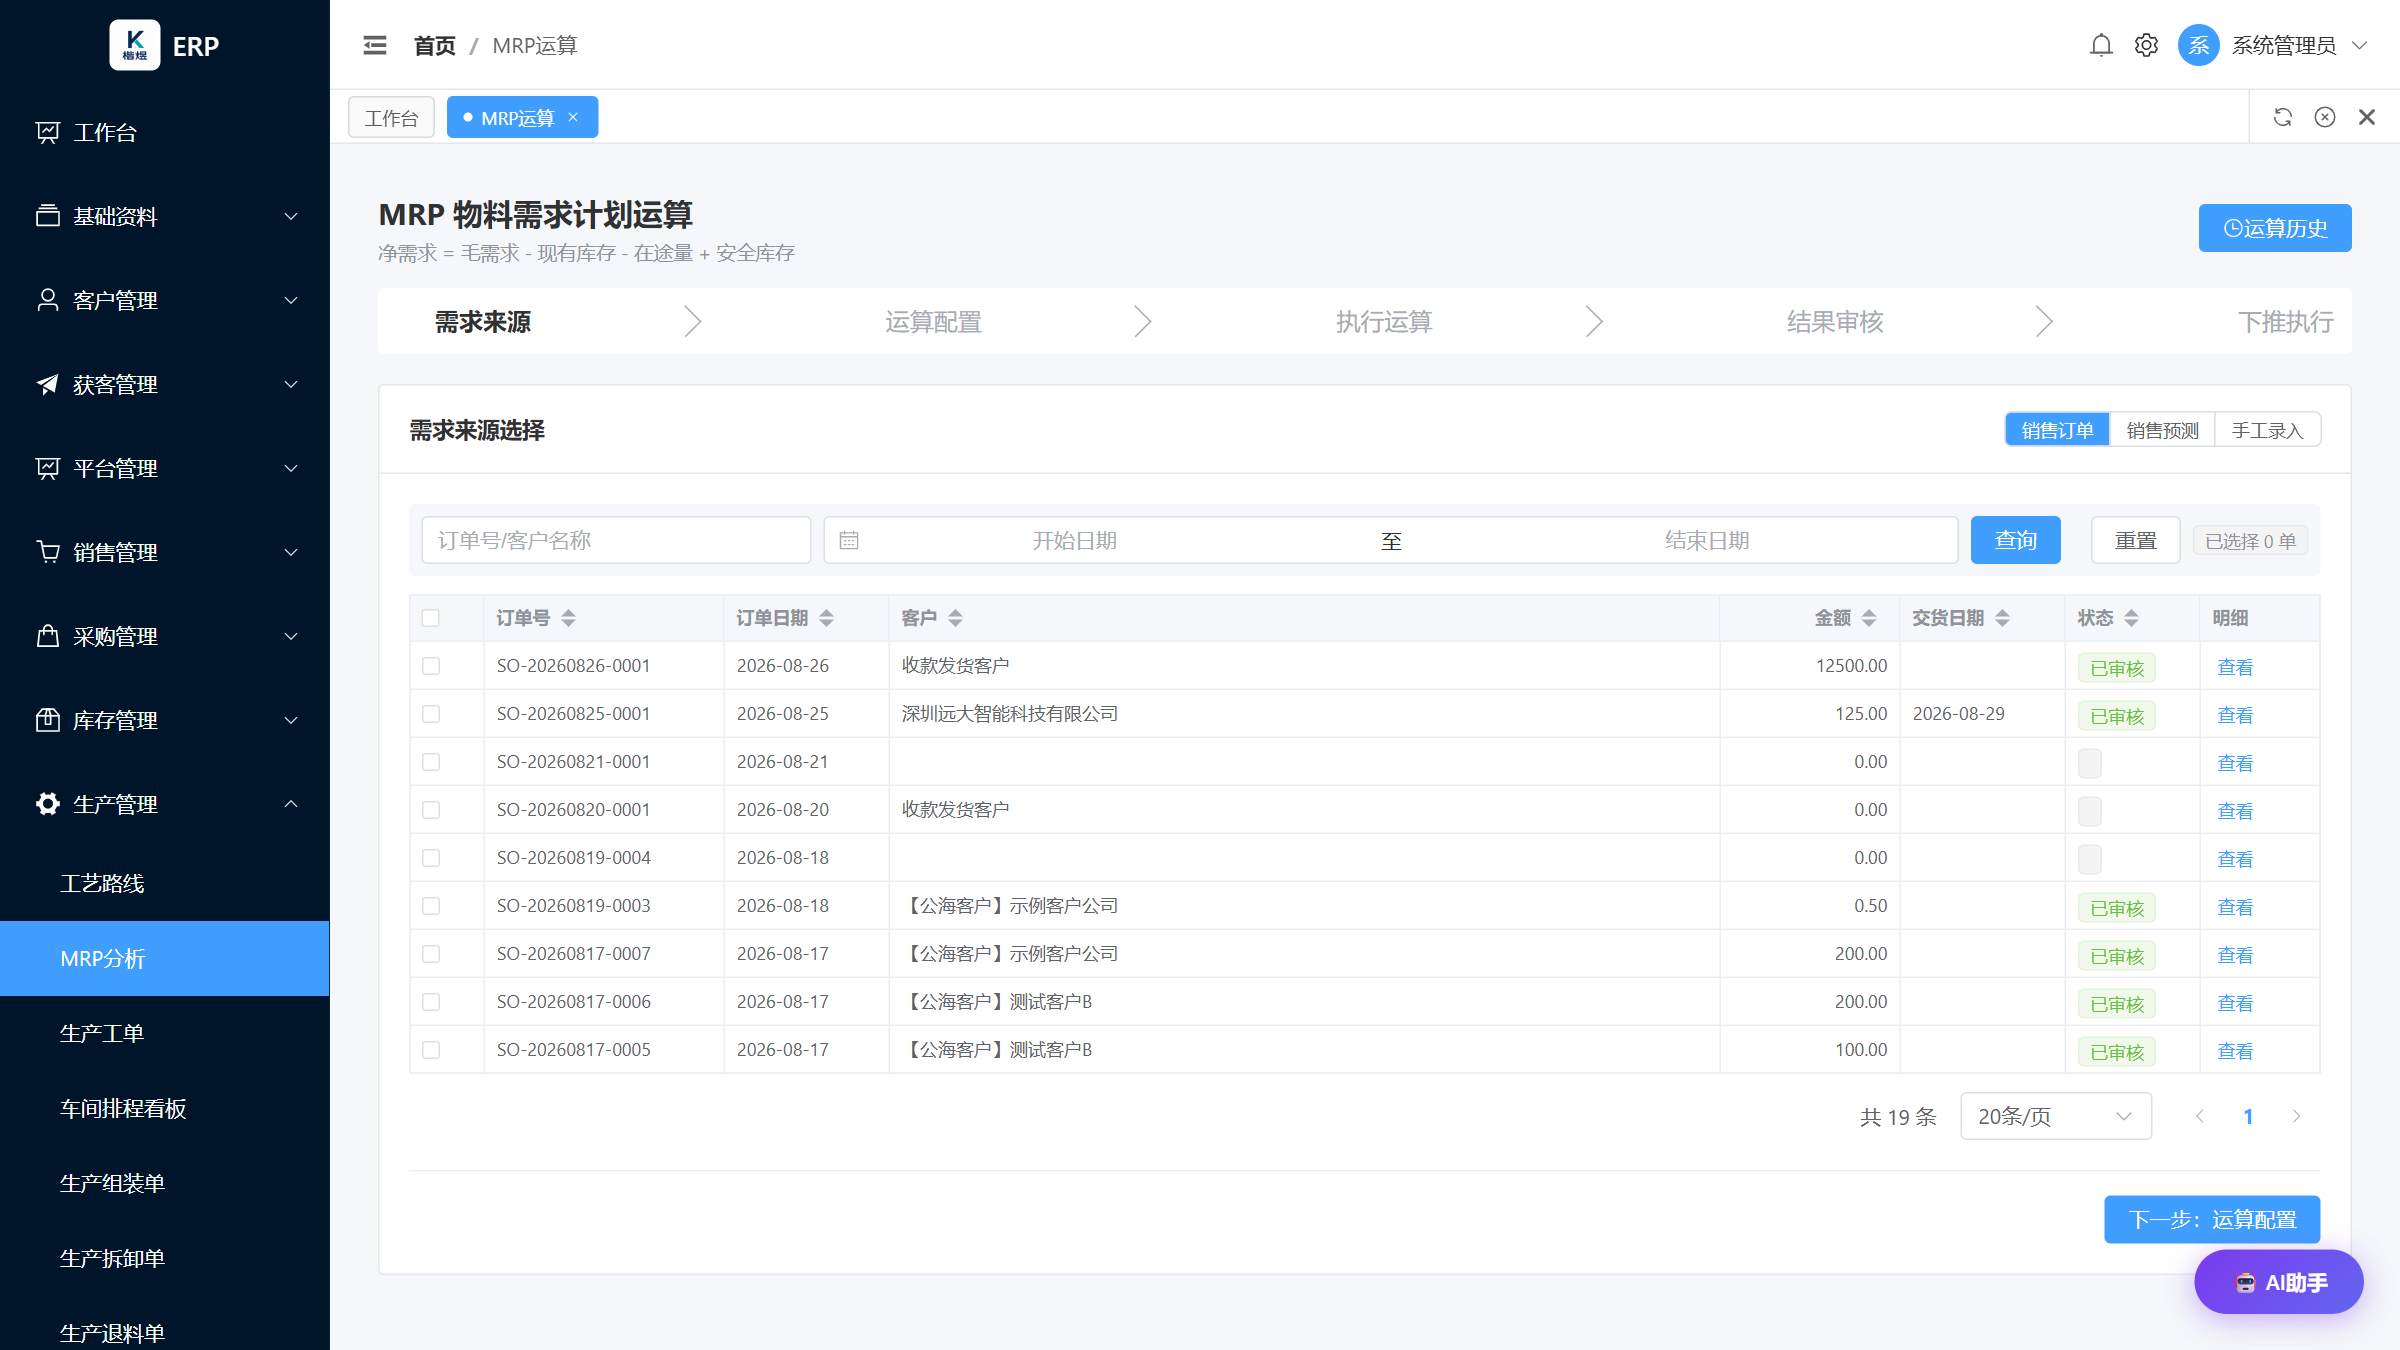 K 楷煜 ERP
首页 / MRP运算
系 系统管理员
工作台 MRP运算
工作台
基础资料
客户管理
获客管理
平台管理
销售管理
采购管理
库存管理
生产管理
工艺路线
MRP分析
生产工单
车间排程看板
生产组装单
生产拆卸单
生产退料单
MRP 物料需求计划运算
净需求 = 毛需求 - 现有库存 - 在途量 + 安全库存
运算历史
需求来源 运算配置 执行运算 结果审核 下推执行
需求来源选择
销售订单 销售预测 手工录入
订单号/客户名称 开始日期 至 结束日期 查询 重置 已选择 0 单
订单号 订单日期 客户 金额 交货日期 状态 明细
SO-20260826-0001 2026-08-26 收款发货客户 12500.00 已审核 查看
SO-20260825-0001 2026-08-25 深圳远大智能科技有限公司 125.00 2026-08-29 已审核 查看
SO-20260821-0001 2026-08-21 0.00 查看
SO-20260820-0001 2026-08-20 收款发货客户 0.00 查看
SO-20260819-0004 2026-08-18 0.00 查看
SO-20260819-0003 2026-08-18 【公海客户】示例客户公司 0.50 已审核 查看
SO-20260817-0007 2026-08-17 【公海客户】示例客户公司 200.00 已审核 查看
SO-20260817-0006 2026-08-17 【公海客户】测试客户B 200.00 已审核 查看
SO-20260817-0005 2026-08-17 【公海客户】测试客户B 100.00 已审核 查看
共 19 条 20条/页 1
下一步：运算配置
AI助手